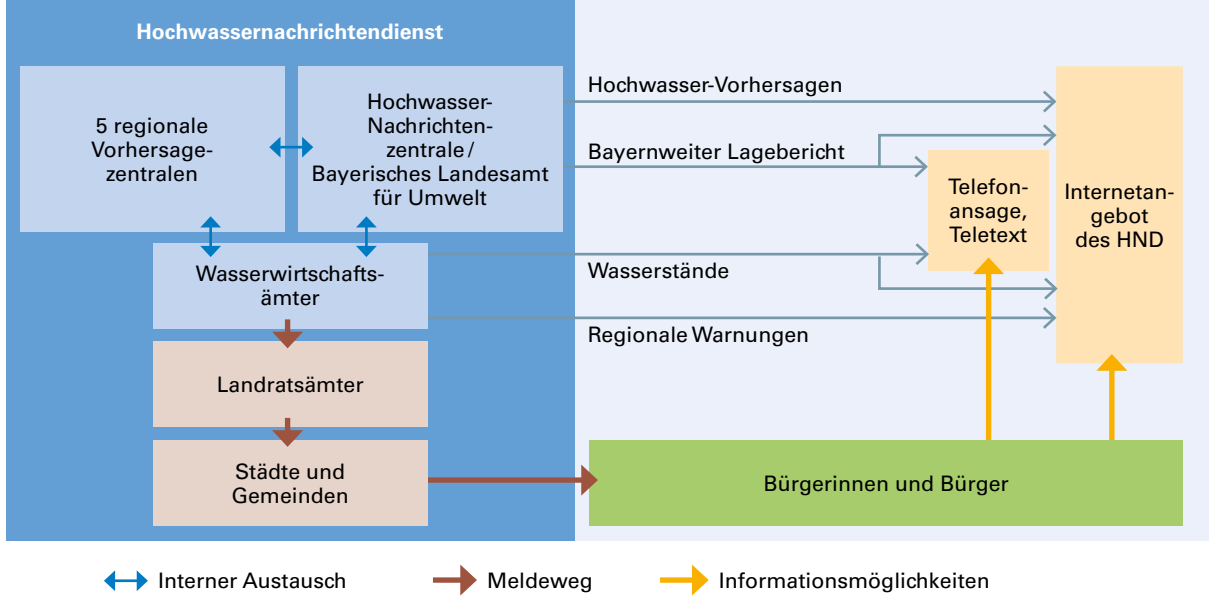 Hochwassernachrichtendienst
5 regionale
Vorhersage-
zentralen
Hochwasser-
Nachrichten-
zentrale/
Bayerisches Landesamt
für Umwelt
Hochwasser-Vorhersagen
Bayernweiter Lagebericht
Telefon-
ansage,
Teletext
Internetan-
gebot
des HND
Wasserwirtschafts-
ämter
Wasserstände
Regionale Warnungen
Landratsämter
Städte und
Gemeinden
Bürgerinnen und Bürger
Interner Austausch
Meldeweg
Informationsmöglichkeiten